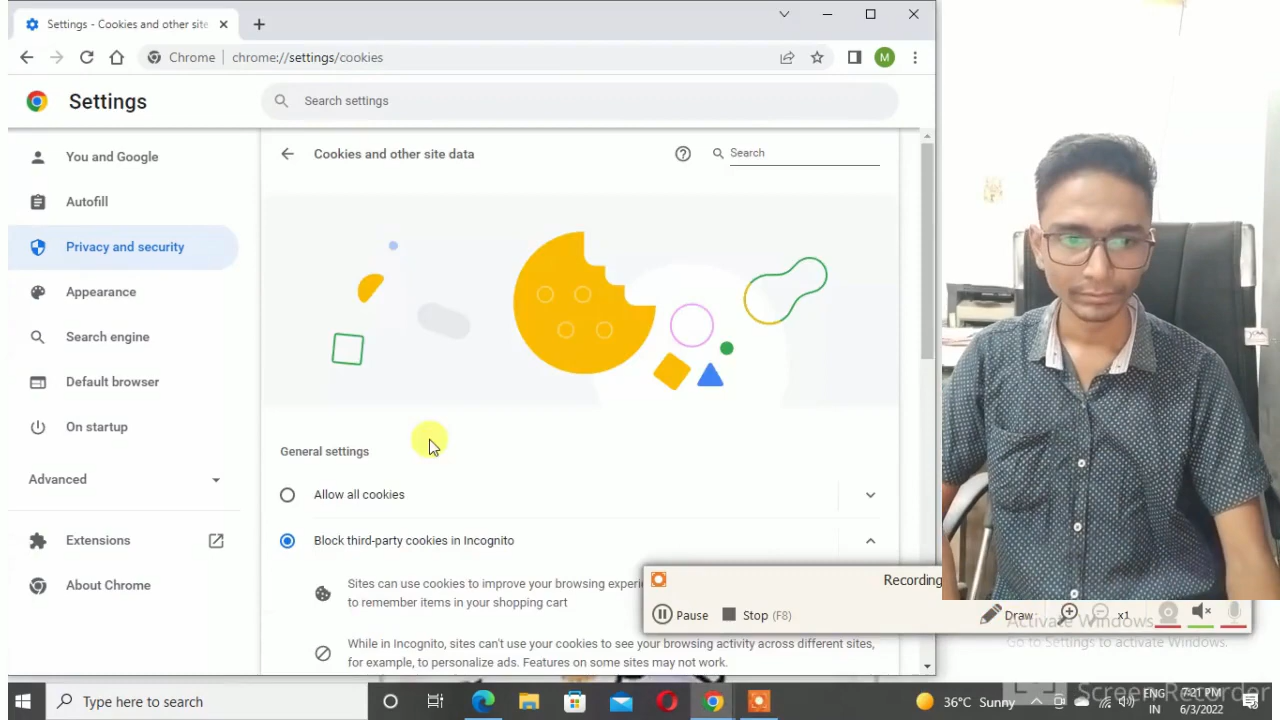 Settings - Cookies and other site
Chrome
chrome://settings/cookies
M
Settings
Search settings
You and Google
Autofill
Privacy and security
Appearance
Search engine
Default browser
On startup
Advanced
Extensions
About Chrome
Cookies and other site data
Search
General settings
Allow all cookies
Block third-party cookies in Incognito
Sites can use cookies to improve your browsing experi
to remember items in your shopping cart
While in Incognito, sites can't use your cookies to see your browsing activity across different sites,
for example, to personalize ads. Features on some sites may not work.
Recording
Pause
Stop (F8)
Draw
x1
Activate Windows
Go to Settings to activate Windows.
Screen Recorder
Type here to search
36°C Sunny
ENG
IN
7:21 PM
6/3/2022